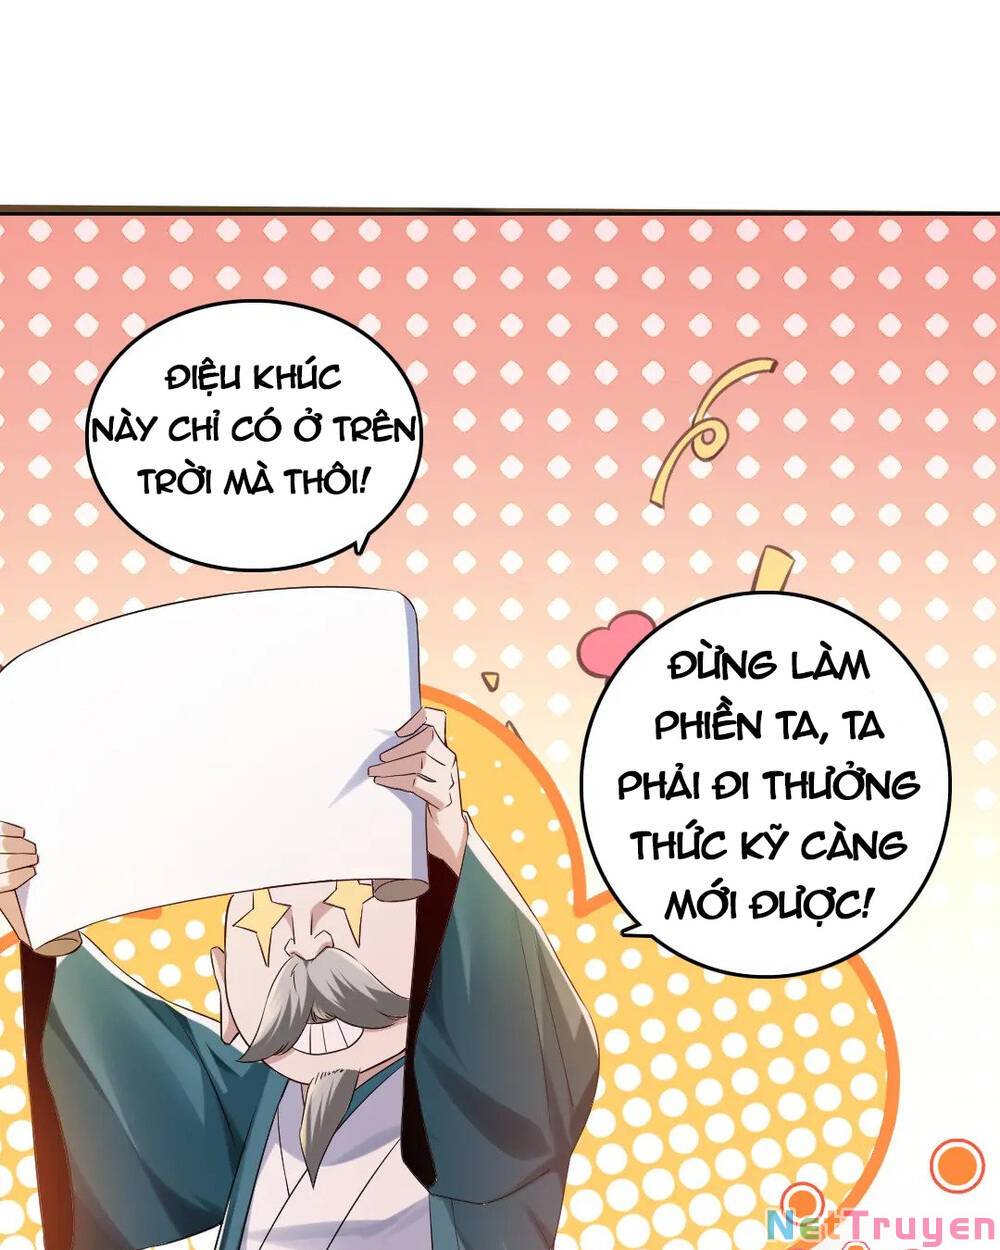 ĐIỆU KHÚC
NÀY CHỈ CÓ Ở TRÊN
TRỜI MÀ THÔI!
ĐỪNG LÀM
PHIỀN TA, TA
PHẢI ĐI THƯỞNG
THỨC KỸ CÀNG
MỚI ĐƯỢC!
NetTruyen